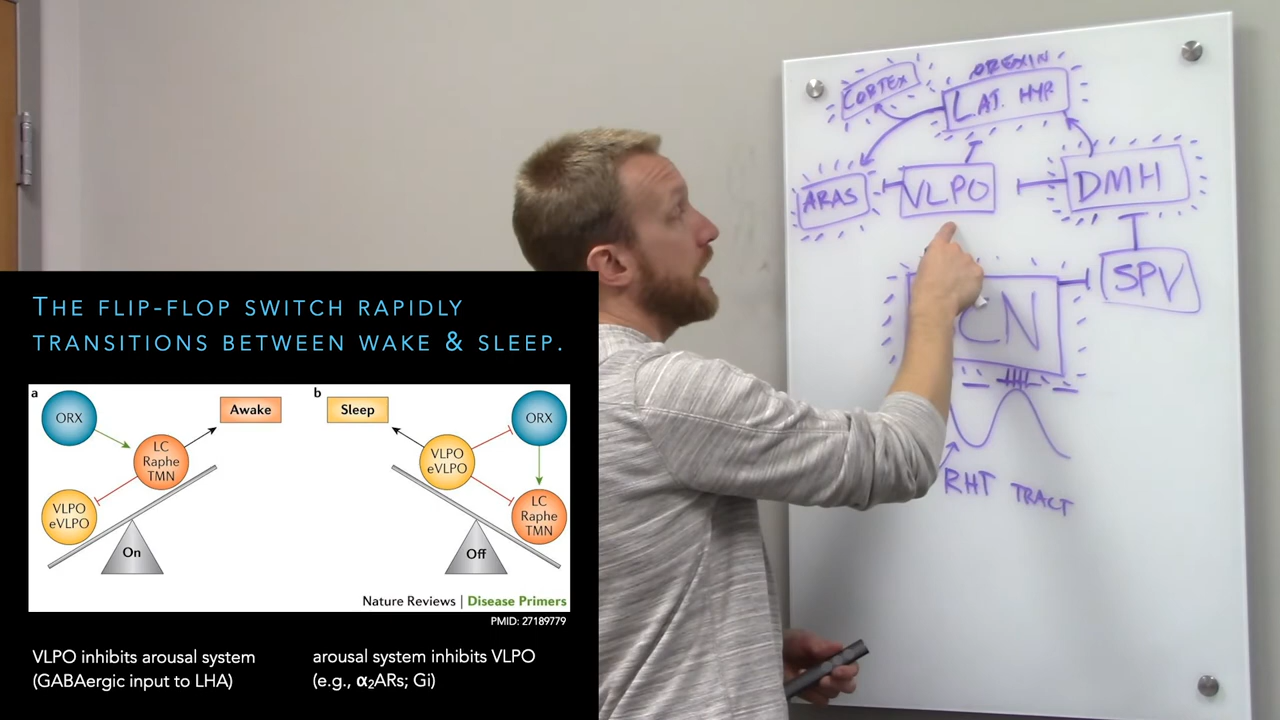 THE FLIP-FLOP SWITCH RAPIDLY
TRANSITIONS BETWEEN WAKE & SLEEP.
a
ORX
Awake
LC
Raphe
TMN
VLPO
eVLPO
On
b
Sleep
ORX
VLPO
eVLPO
LC
Raphe
TMN
Off
Nature Reviews | Disease Primers
PMID: 27189779
VLPO inhibits arousal system
(GABAergic input to LHA)
arousal system inhibits VLPO
(e.g., α₂ARs; Gi)
CORTEX
OREXIN
LAT. HYP.
ARAS
VLPO
DMH
SPV
CN
RHT TRACT